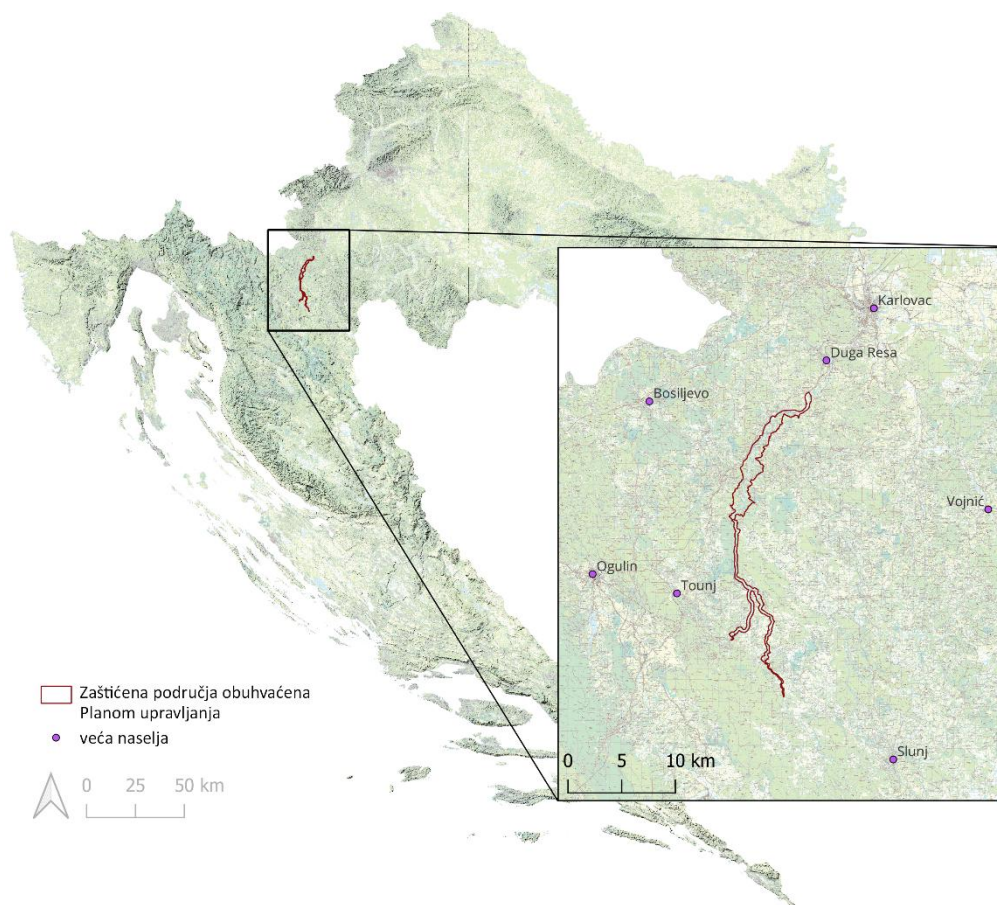 Karlovac
Duga Resa
Bosiljevo
Vojnić
Ogulin
Tounj
Slunj
0 5 10 km
Zaštićena područja obuhvaćena
Planom upravljanja
veća naselja
0 25 50 km